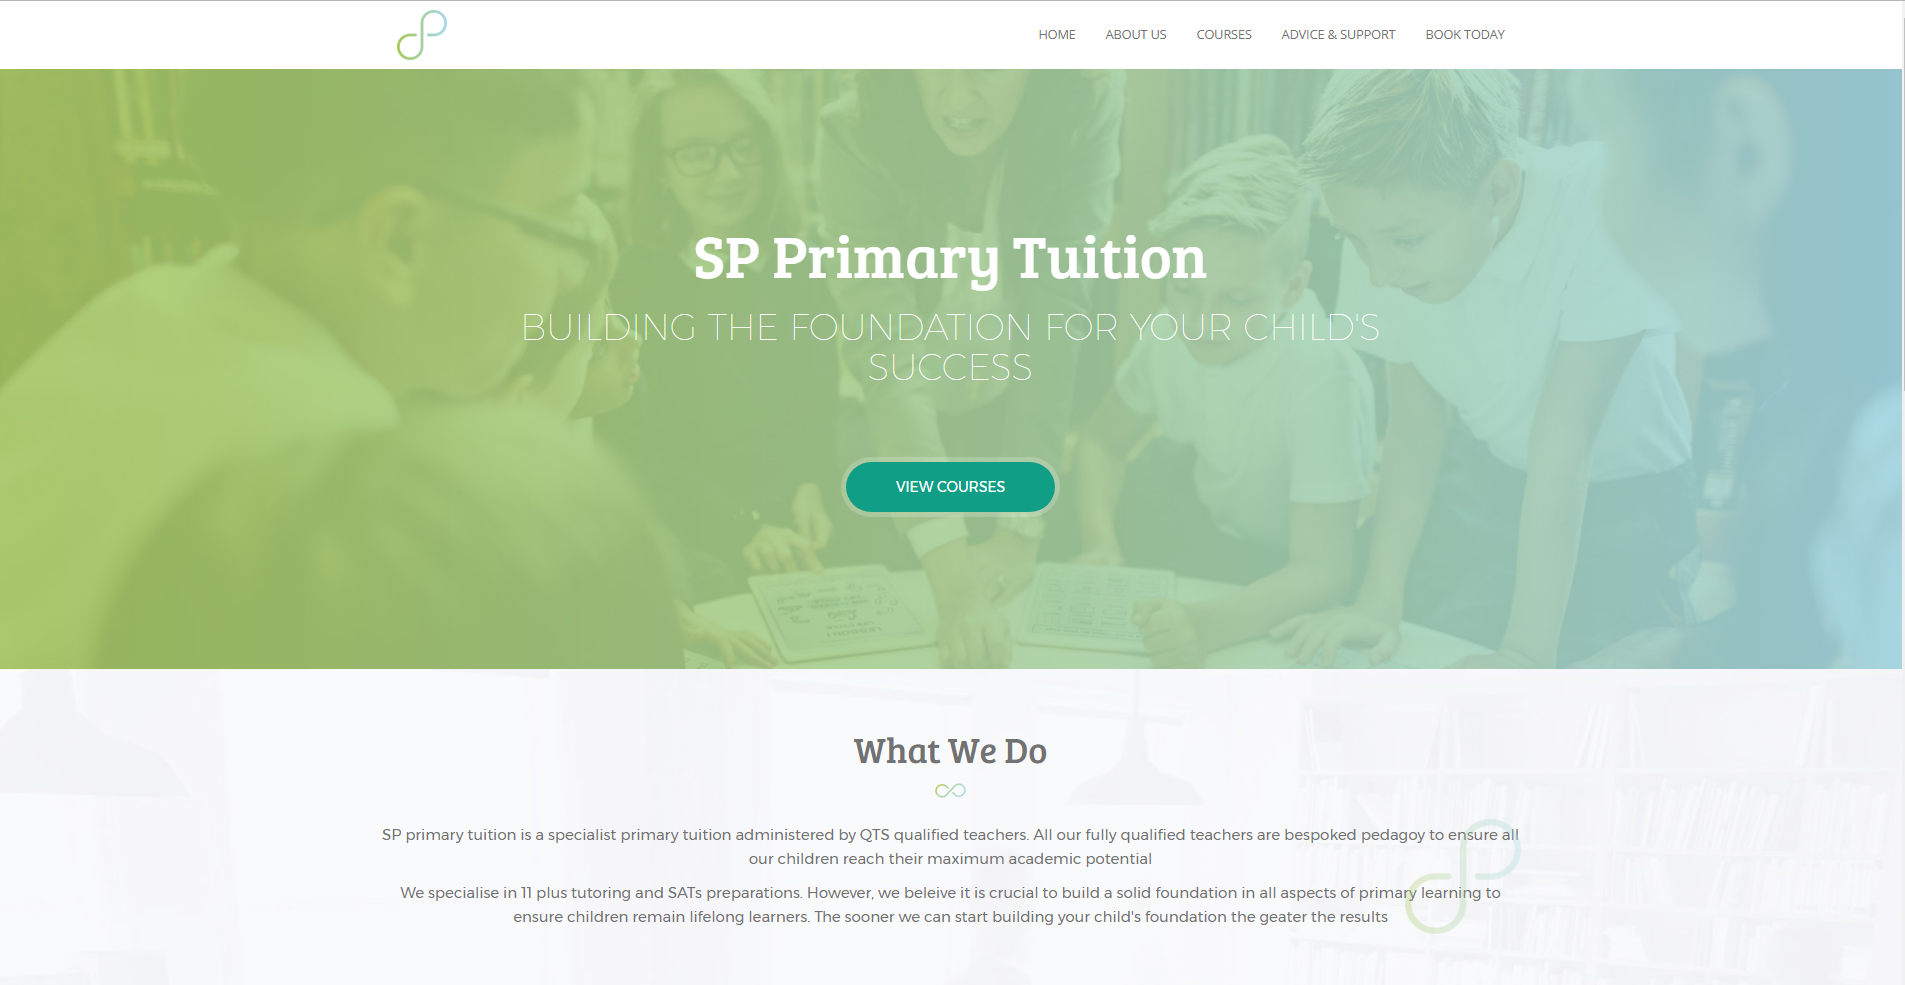 HOME ABOUT US COURSES ADVICE & SUPPORT BOOK TODAY
SP Primary Tuition
BUILDING THE FOUNDATION FOR YOUR CHILD'S
SUCCESS
VIEW COURSES
What We Do
SP primary tuition is a specialist primary tuition administered by QTS qualified teachers. All our fully qualified teachers are bespoked pedagoy to ensure all
our children reach their maximum academic potential
We specialise in 11 plus tutoring and SATs preparations. However, we beleive it is crucial to build a solid foundation in all aspects of primary learning to
ensure children remain lifelong learners. The sooner we can start building your child's foundation the geater the results